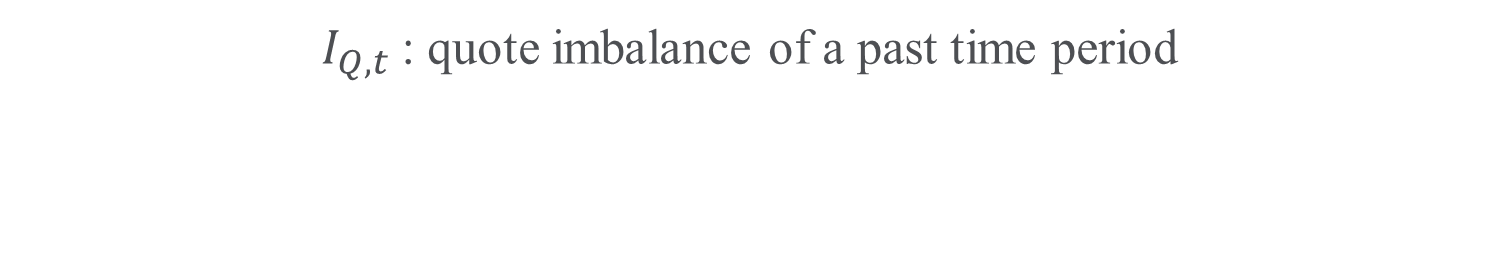 I_{Q,t} : quote imbalance of a past time period